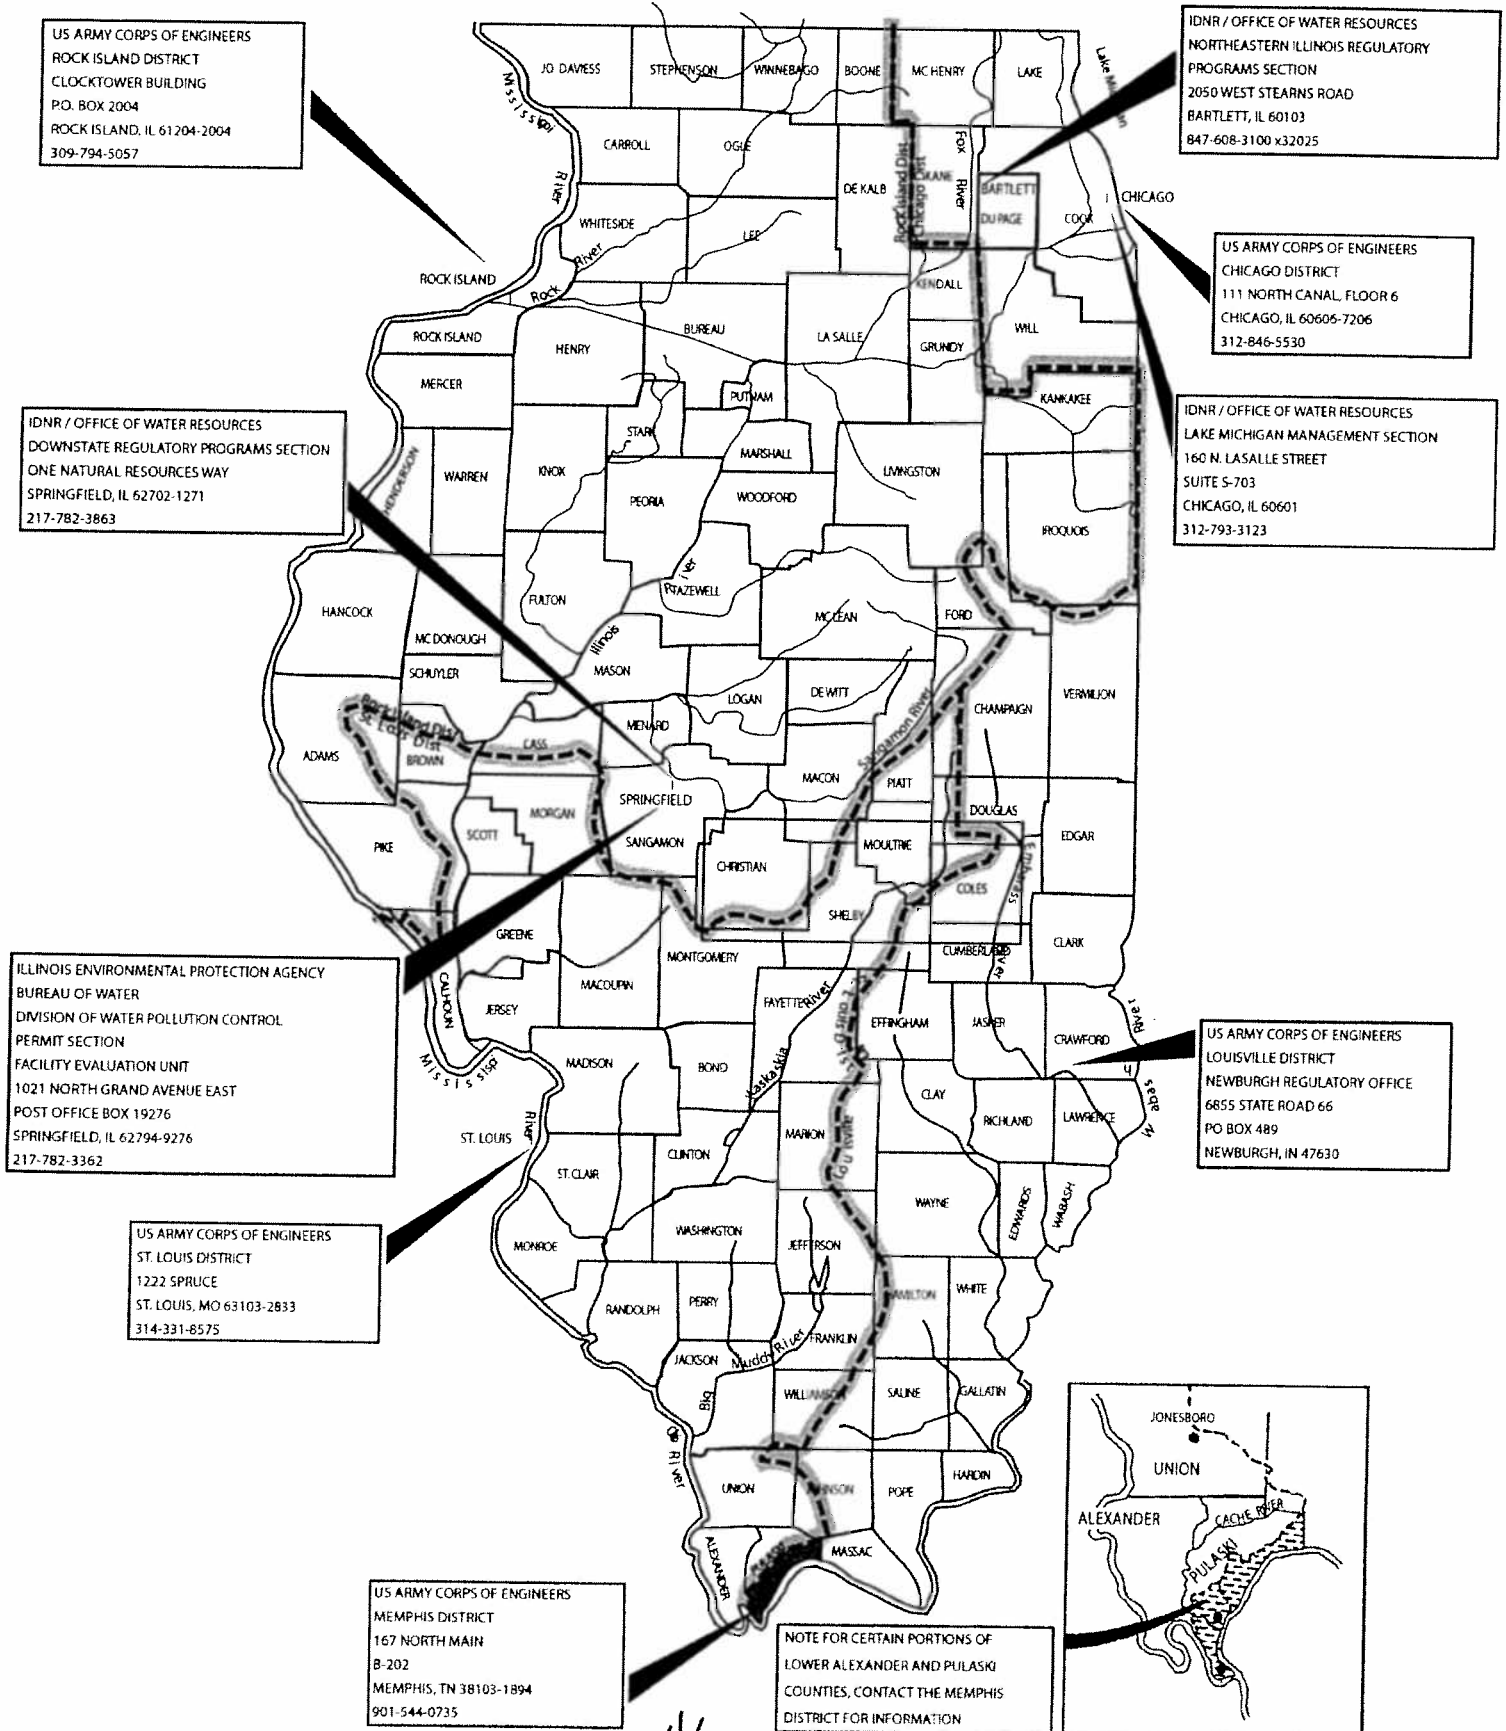 US ARMY CORPS OF ENGINEERS
ROCK ISLAND DISTRICT
CLOCKTOWER BUILDING
P.O. BOX 2004
ROCK ISLAND, IL 61204-2004
309-794-5057
IDNR / OFFICE OF WATER RESOURCES
NORTHEASTERN ILLINOIS REGULATORY
PROGRAMS SECTION
2050 WEST STEARNS ROAD
BARTLETT, IL 60103
847-608-3100 x32025
US ARMY CORPS OF ENGINEERS
CHICAGO DISTRICT
111 NORTH CANAL, FLOOR 6
CHICAGO, IL 60606-7206
312-846-5530
IDNR / OFFICE OF WATER RESOURCES
LAKE MICHIGAN MANAGEMENT SECTION
160 N. LASALLE STREET
SUITE S-703
CHICAGO, IL 60601
312-793-3123
IDNR / OFFICE OF WATER RESOURCES
DOWNSTATE REGULATORY PROGRAMS SECTION
ONE NATURAL RESOURCES WAY
SPRINGFIELD, IL 62702-1271
217-782-3863
ILLINOIS ENVIRONMENTAL PROTECTION AGENCY
BUREAU OF WATER
DIVISION OF WATER POLLUTION CONTROL
PERMIT SECTION
FACILITY EVALUATION UNIT
1021 NORTH GRAND AVENUE EAST
POST OFFICE BOX 19276
SPRINGFIELD, IL 62794-9276
217-782-3362
US ARMY CORPS OF ENGINEERS
LOUISVILLE DISTRICT
NEWBURGH REGULATORY OFFICE
6855 STATE ROAD 66
PO BOX 489
NEWBURGH, IN 47630
US ARMY CORPS OF ENGINEERS
ST. LOUIS DISTRICT
1222 SPRUCE
ST. LOUIS, MO 63103-2833
314-331-8575
US ARMY CORPS OF ENGINEERS
MEMPHIS DISTRICT
167 NORTH MAIN
B-202
MEMPHIS, TN 38103-1894
901-544-0735
NOTE FOR CERTAIN PORTIONS OF
LOWER ALEXANDER AND PULASKI
COUNTIES, CONTACT THE MEMPHIS
DISTRICT FOR INFORMATION
JO DAVIESS
STEPHENSON
WINNEBAGO
BOONE
MC HENRY
LAKE
Mississippi
River
CARROLL
OGLE
DE KALB
Rock Island Dist
Chicago Dist
KANE
Fox
River
BARTLETT
DU PAGE
COOK
CHICAGO
WHITESIDE
LEE
ROCK ISLAND
Rock
River
KENDALL
ROCK ISLAND
HENRY
BUREAU
LA SALLE
GRUNDY
WILL
MERCER
PUTNAM
KANKAKEE
STARK
MARSHALL
HENDERSON
WARREN
KNOX
PEORIA
WOODFORD
LIVINGSTON
IROQUOIS
HANCOCK
MC DONOUGH
FULTON
Illinois
River
TAZEWELL
MC LEAN
FORD
SCHUYLER
MASON
LOGAN
DE WITT
CHAMPAIGN
VERMILION
Rock Island Dist
ADAMS
BROWN
CASS
MENARD
Sangamon River
MACON
PIATT
SPRINGFIELD
DOUGLAS
EDGAR
PIKE
SCOTT
MORGAN
SANGAMON
CHRISTIAN
MOULTRIE
COLES
Embarrass
River
GREENE
SHELBY
CUMBERLAND
CLARK
CALHOUN
JERSEY
MACOUPIN
MONTGOMERY
FAYETTE
Kaskaskia
River
EFFINGHAM
JASPER
CRAWFORD
River
MADISON
BOND
CLAY
RICHLAND
LAWRENCE
ST. LOUIS
River
ST. CLAIR
CLINTON
MARION
WAYNE
EDWARDS
WABASH
MONROE
WASHINGTON
JEFFERSON
RANDOLPH
PERRY
FRANKLIN
HAMILTON
WHITE
JACKSON
Big
Muddy River
WILLIAMSON
SALINE
GALLATIN
River
UNION
JOHNSON
POPE
HARDIN
ALEXANDER
MASSAC
JONESBORO
UNION
ALEXANDER
CACHE RIVER
PULASKI